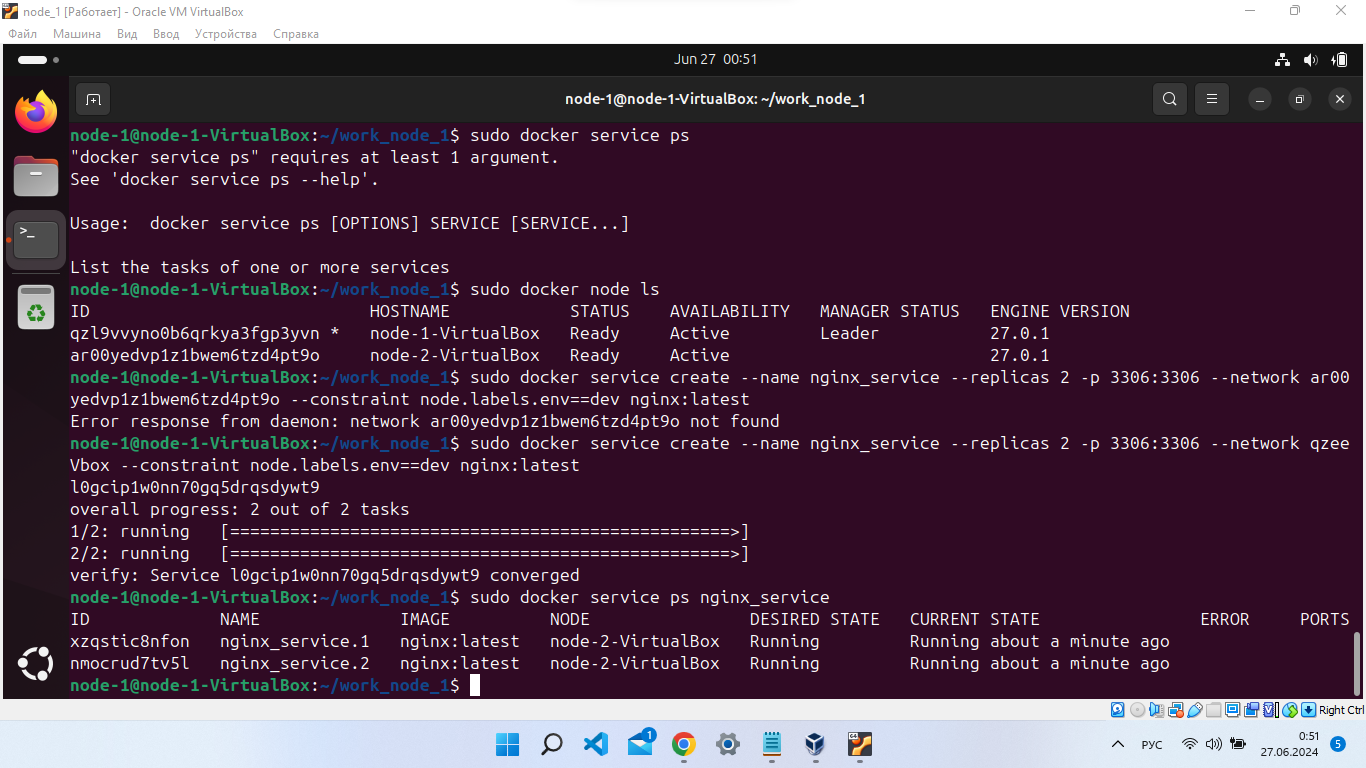 node_1 [Работает] - Oracle VM VirtualBox
Файл Машина Вид Ввод Устройства Справка
Jun 27 00:51
node-1@node-1-VirtualBox: ~/work_node_1
node-1@node-1-VirtualBox:~/work_node_1$ sudo docker service ps
"docker service ps" requires at least 1 argument.
See 'docker service ps --help'.
Usage:  docker service ps [OPTIONS] SERVICE [SERVICE...]
List the tasks of one or more services
node-1@node-1-VirtualBox:~/work_node_1$ sudo docker node ls
ID                            HOSTNAME            STATUS    AVAILABILITY   MANAGER STATUS   ENGINE VERSION
qzl9vvyno0b6qrkya3fgp3yvn *   node-1-VirtualBox   Ready     Active         Leader           27.0.1
ar00yedvp1z1bwem6tzd4pt9o     node-2-VirtualBox   Ready     Active                          27.0.1
node-1@node-1-VirtualBox:~/work_node_1$ sudo docker service create --name nginx_service --replicas 2 -p 3306:3306 --network ar00
yedvp1z1bwem6tzd4pt9o --constraint node.labels.env==dev nginx:latest
Error response from daemon: network ar00yedvp1z1bwem6tzd4pt9o not found
node-1@node-1-VirtualBox:~/work_node_1$ sudo docker service create --name nginx_service --replicas 2 -p 3306:3306 --network qzee
Vbox --constraint node.labels.env==dev nginx:latest
l0gcip1w0nn70gq5drqsdywt9
overall progress: 2 out of 2 tasks
1/2: running   [==================================================>]
2/2: running   [==================================================>]
verify: Service l0gcip1w0nn70gq5drqsdywt9 converged
node-1@node-1-VirtualBox:~/work_node_1$ sudo docker service ps nginx_service
ID             NAME              IMAGE          NODE                DESIRED STATE   CURRENT STATE                ERROR     PORTS
xzqstic8nfon   nginx_service.1   nginx:latest   node-2-VirtualBox   Running         Running about a minute ago
nmocrud7tv5l   nginx_service.2   nginx:latest   node-2-VirtualBox   Running         Running about a minute ago
node-1@node-1-VirtualBox:~/work_node_1$
Right Ctrl
1
64
РУС
0:51
27.06.2024
5